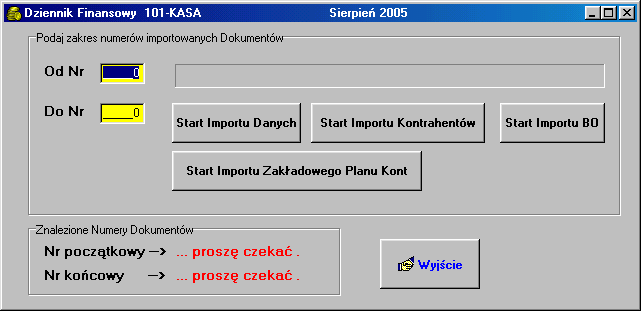 Dziennik Finansowy 101-KASA Sierpień 2005
Podaj zakres numerów importowanych Dokumentów
Od Nr 0
Do Nr 0
Start Importu Danych Start Importu Kontrahentów Start Importu BO
Start Importu Zakładowego Planu Kont
Znalezione Numery Dokumentów
Nr początkowy –> ... proszę czekać .
Nr końcowy –> ... proszę czekać .
Wyjście